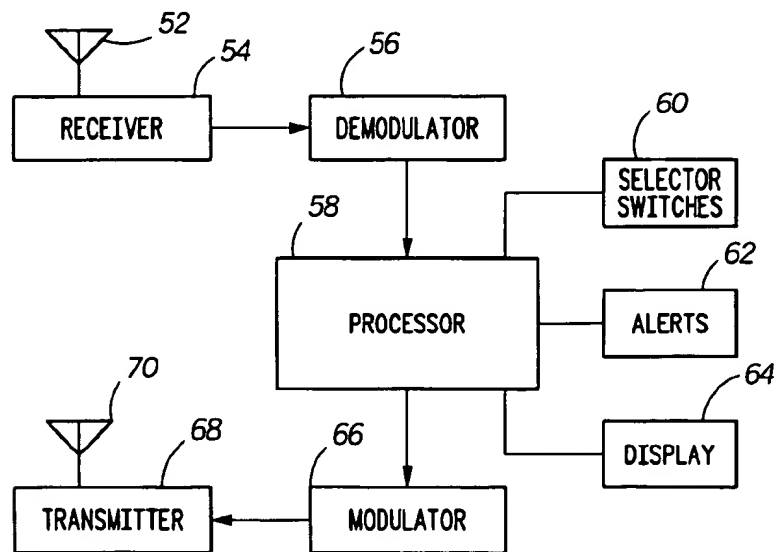 52
54
56
RECEIVER
DEMODULATOR
60
SELECTOR
SWITCHES
58
62
PROCESSOR
ALERTS
70
64
68
66
DISPLAY
TRANSMITTER
MODULATOR